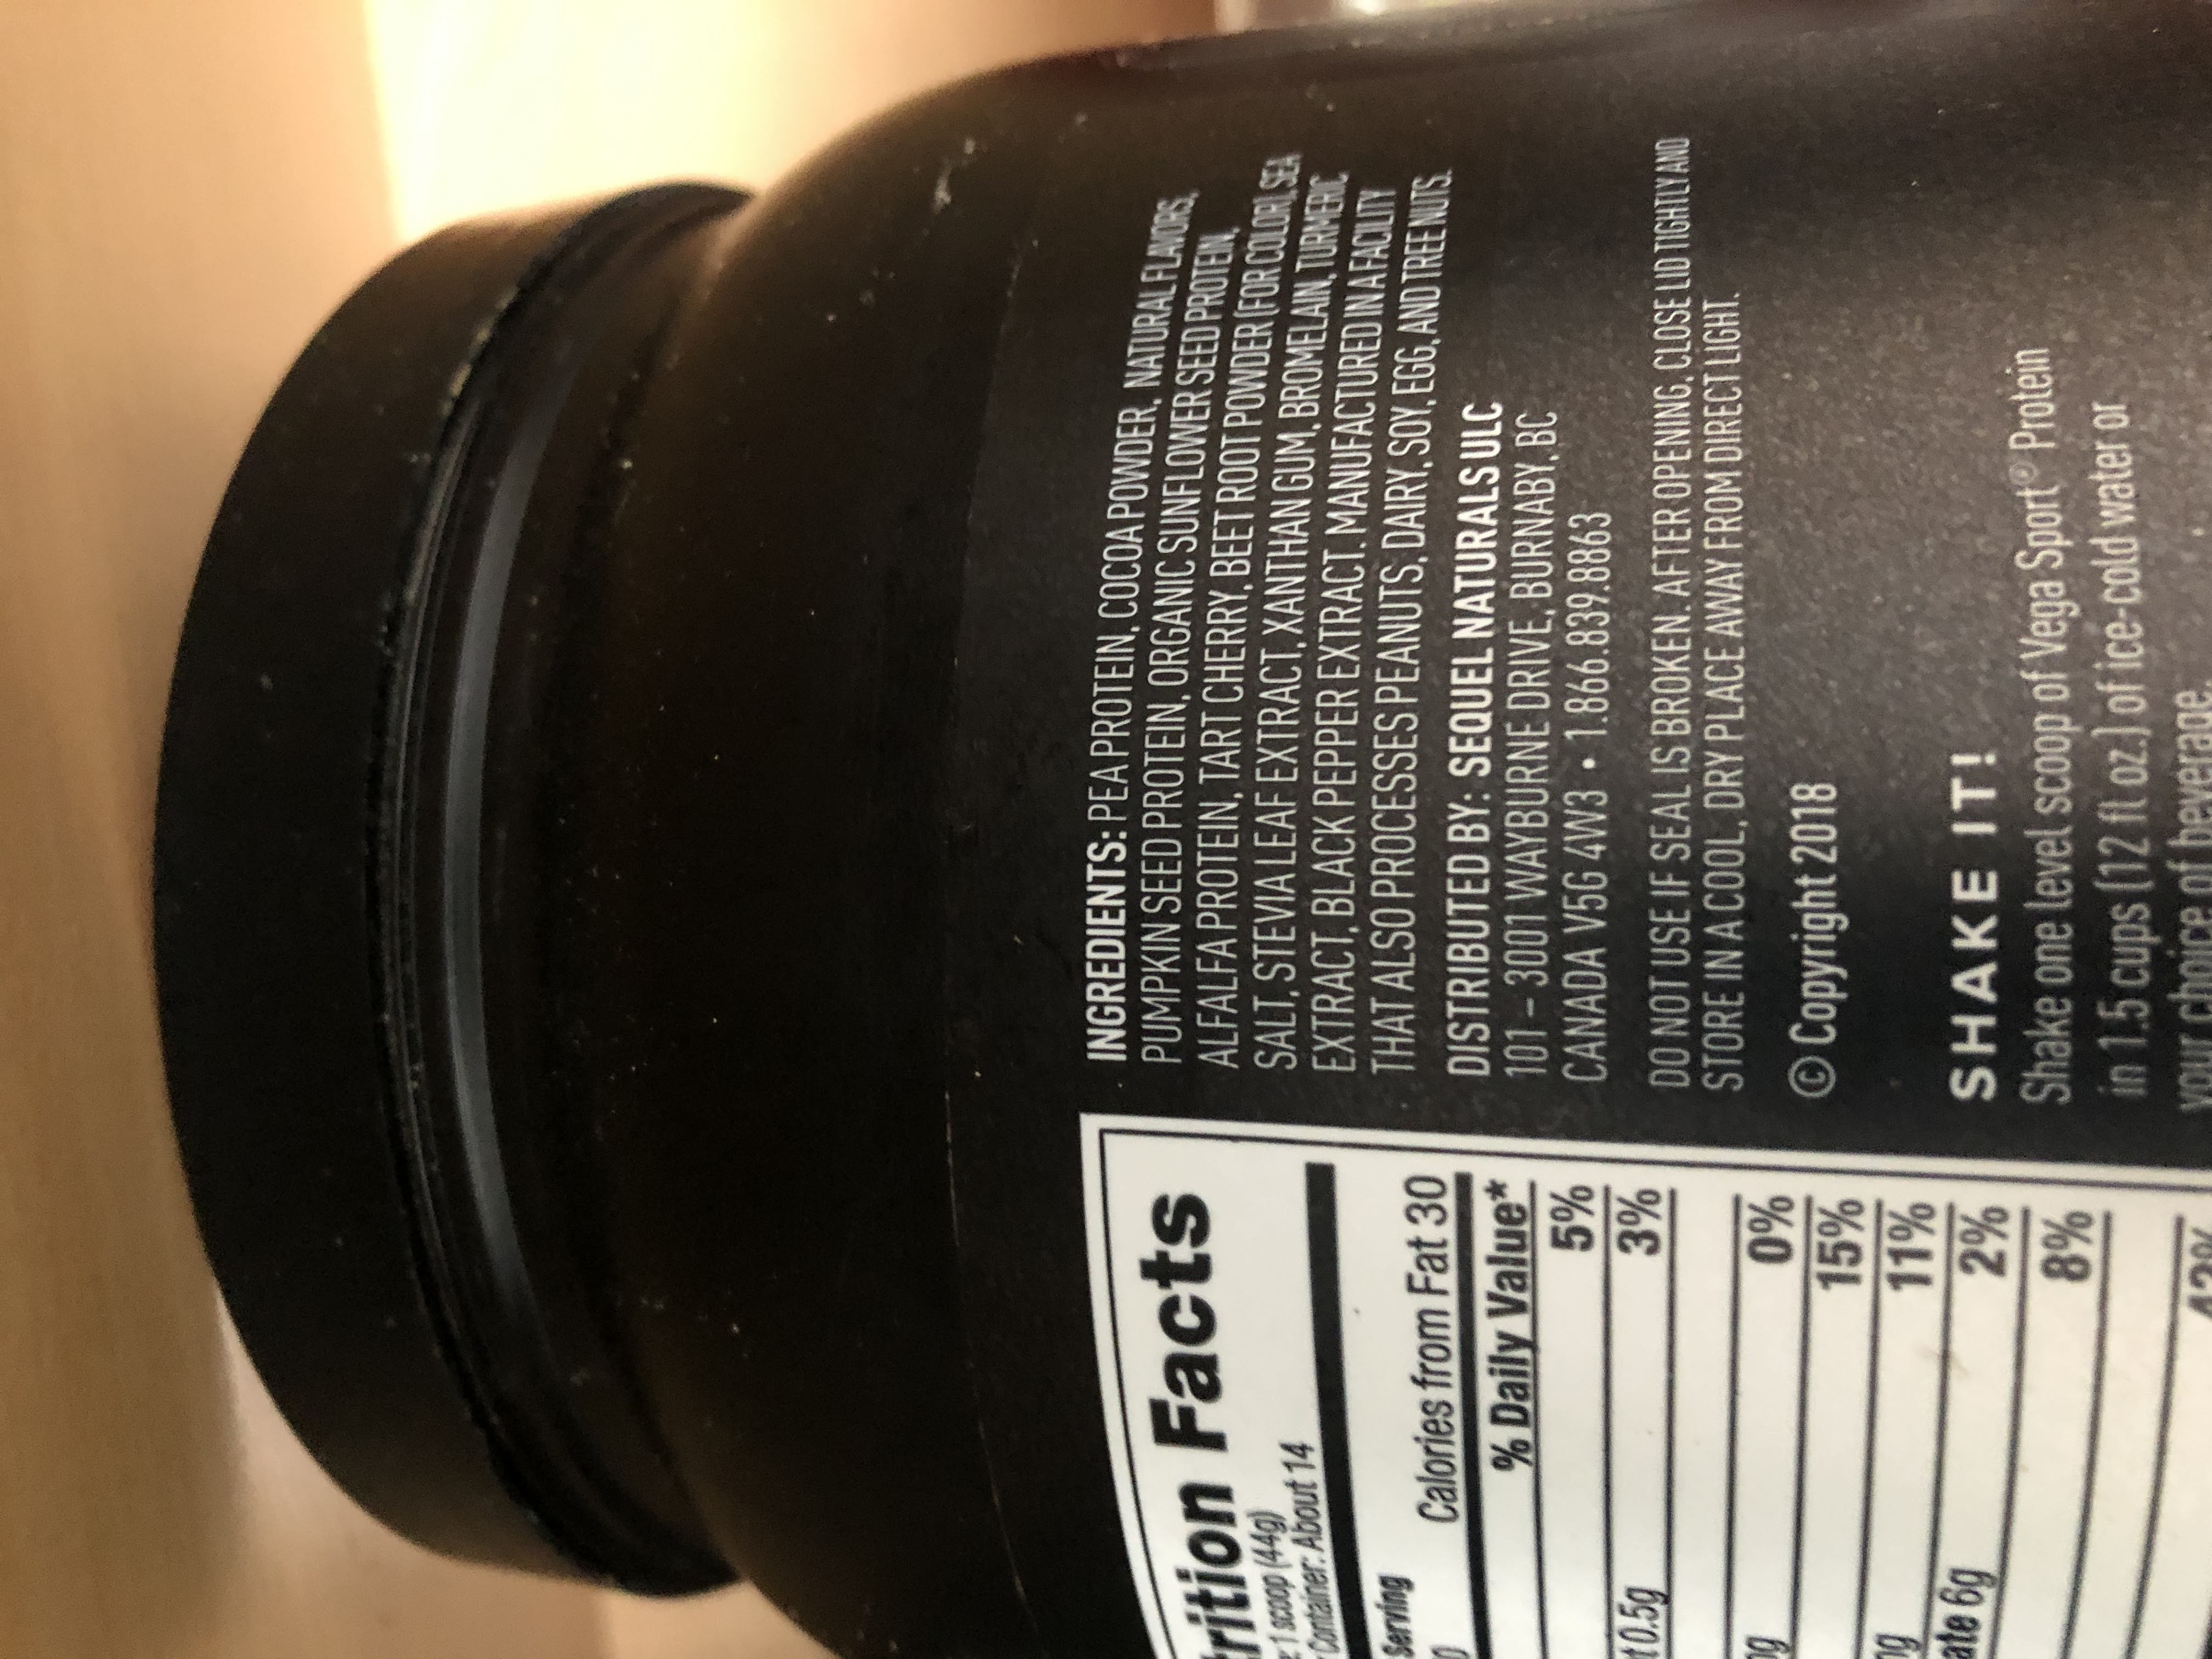 Facts
1 scoop (44g)
Container: About 14
Serving
Calories from Fat 30
% Daily Value*
5%
0.5g 3%
0%
15%
11%
6g 2%
8%
INGREDIENTS: PEA PROTEIN, COCOA POWDER, NATURAL FLAVORS,
PUMPKIN SEED PROTEIN, ORGANIC SUNFLOWER SEED PROTEIN,
ALFALFA PROTEIN, TART CHERRY, BEET ROOT POWDER (FOR COLOR), SEA
SALT, STEVIA LEAF EXTRACT, XANTHAN GUM, BROMELAIN, TURMERIC
EXTRACT, BLACK PEPPER EXTRACT. MANUFACTURED IN A FACILITY
THAT ALSO PROCESSES PEANUTS, DAIRY, SOY, EGG, AND TREE NUTS.
DISTRIBUTED BY: SEQUEL NATURALS ULC
101 – 3001 WAYBURNE DRIVE, BURNABY, BC
CANADA V5G 4W3 • 1.866.839.8863
DO NOT USE IF SEAL IS BROKEN. AFTER OPENING, CLOSE LID TIGHTLY AND
STORE IN A COOL, DRY PLACE AWAY FROM DIRECT LIGHT.
© Copyright 2018
SHAKE IT!
Shake one level scoop of Vega Sport® Protein
in 1.5 cups (12 fl oz.) of ice-cold water or
your choice of beverage.